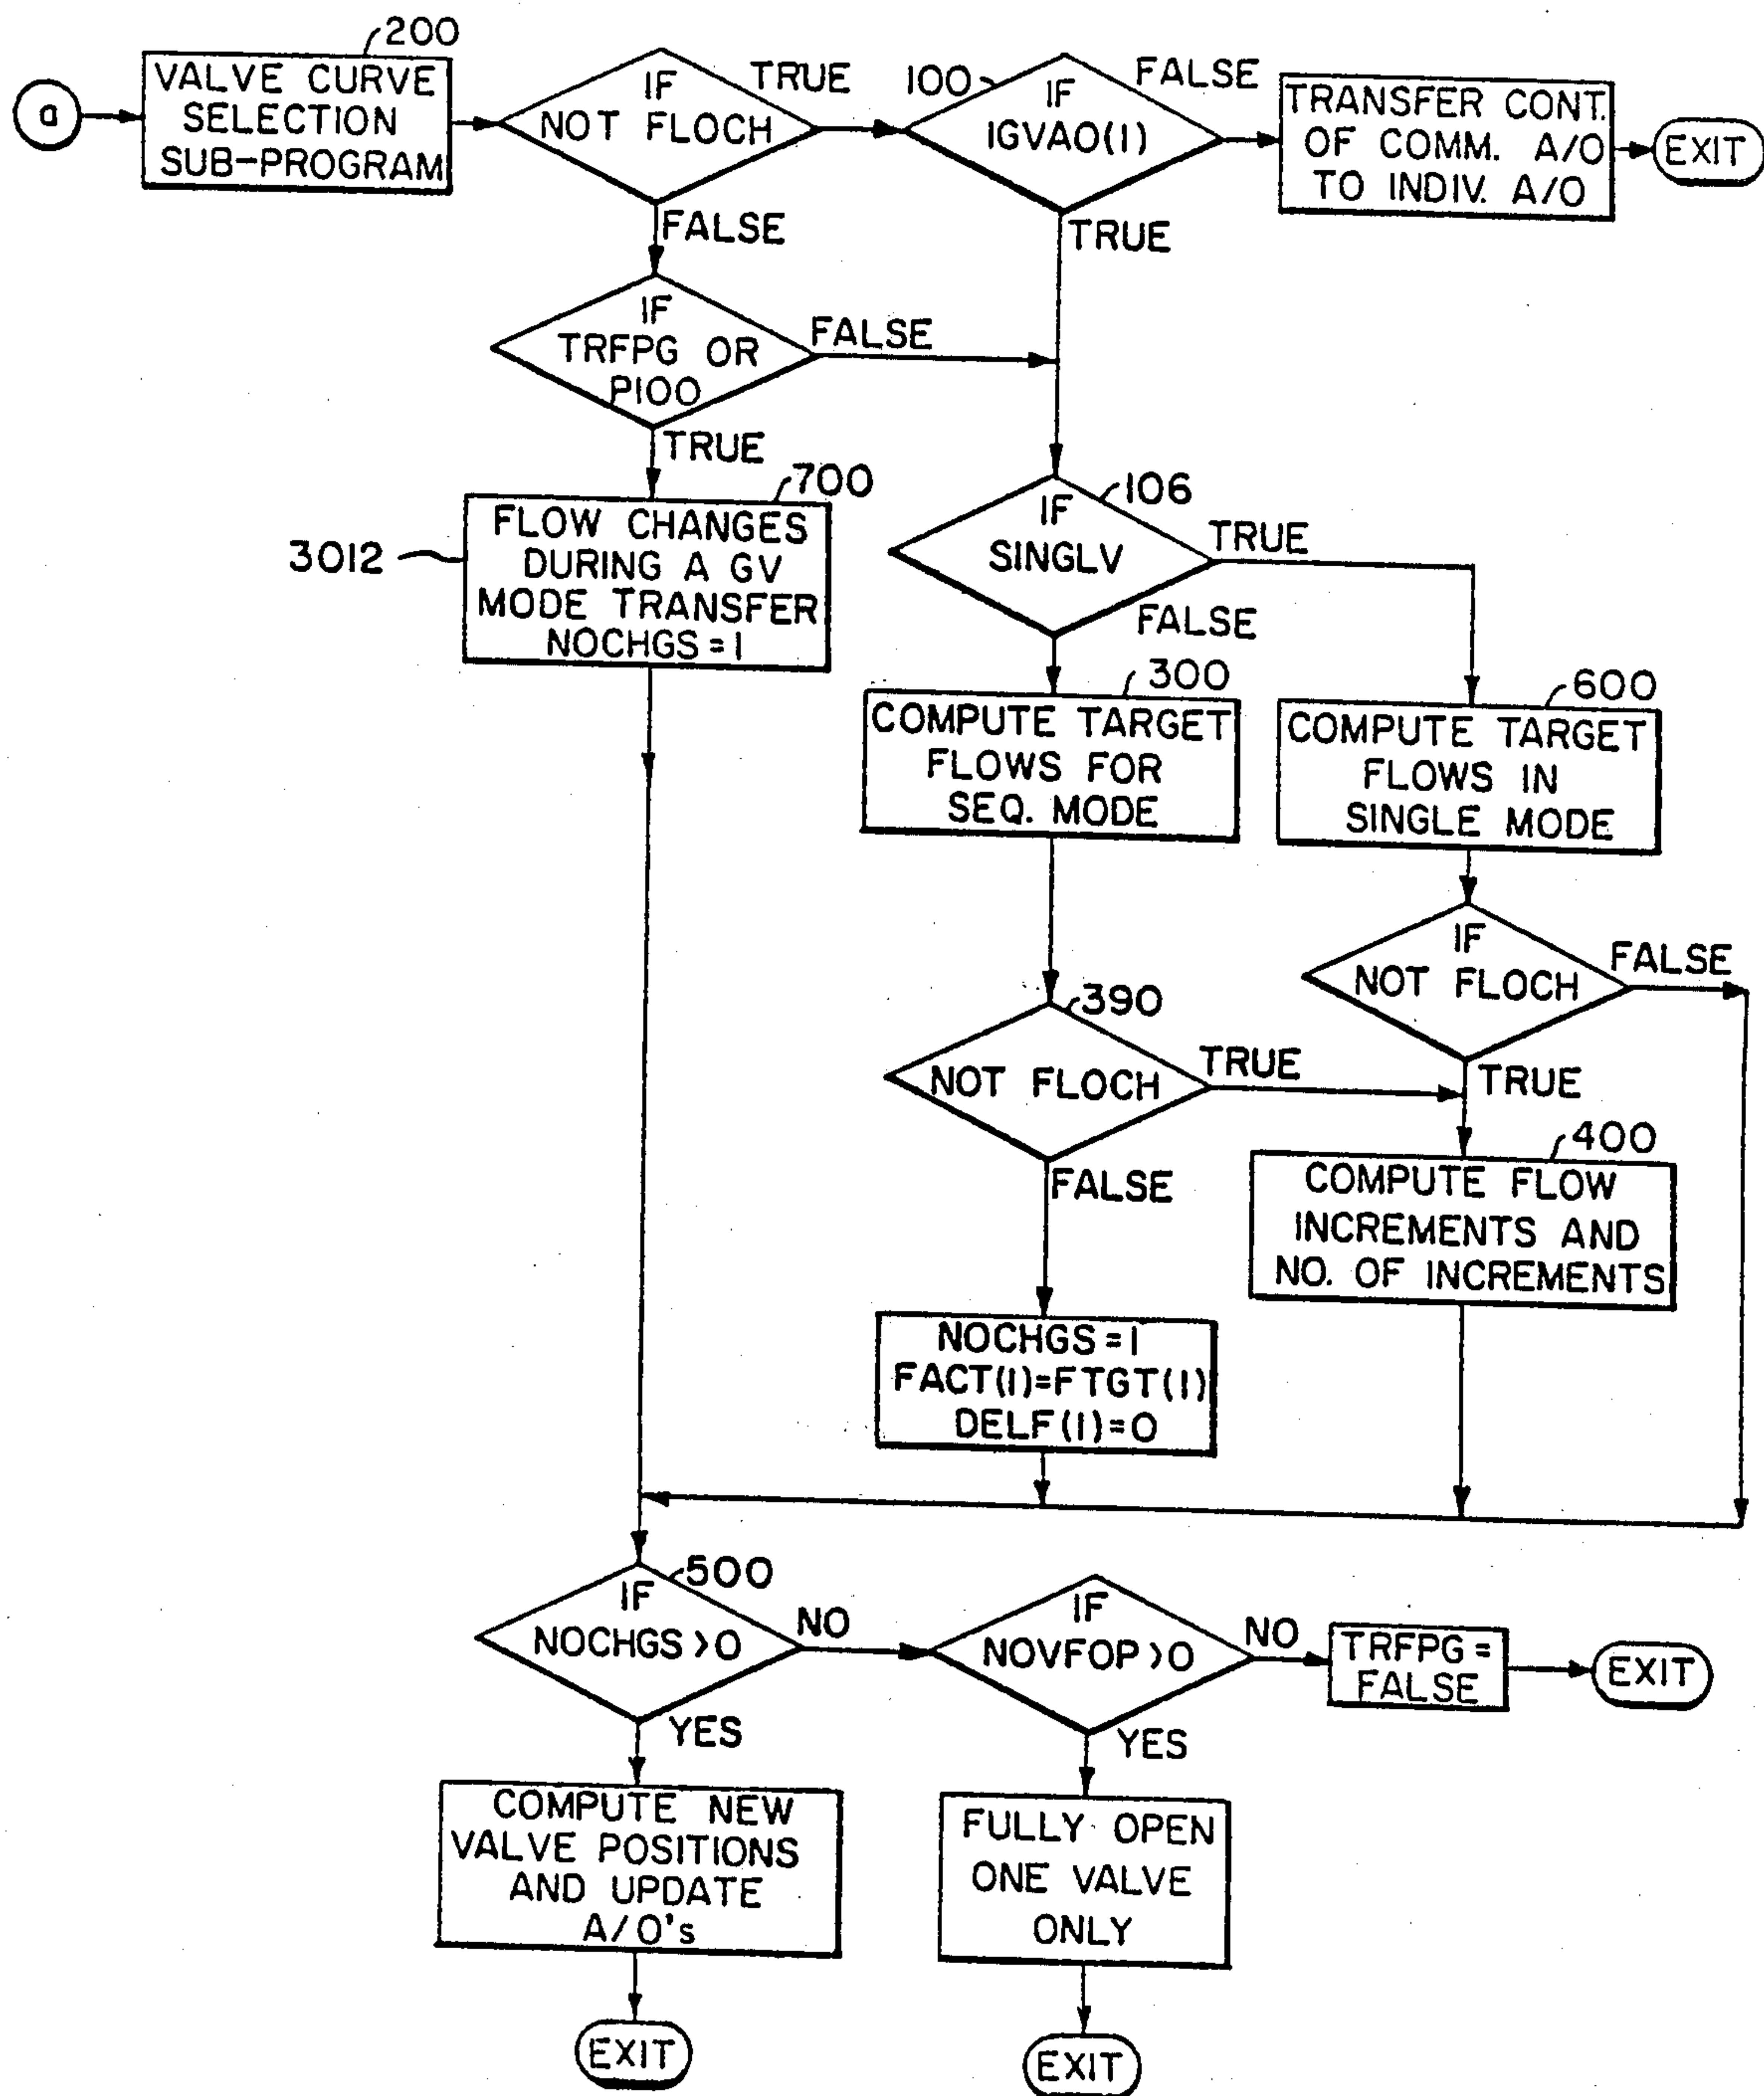 200
a
VALVE CURVE
SELECTION
SUB-PROGRAM
IF
NOT FLOCH
TRUE
FALSE
100
IF
IGVAO(I)
FALSE
TRUE
TRANSFER CONT.
OF COMM. A/O
TO INDIV. A/O
EXIT
IF
TRFPG OR
P100
FALSE
TRUE
700
3012
FLOW CHANGES
DURING A GV
MODE TRANSFER
NOCHGS=1
106
IF
SINGLV
TRUE
FALSE
300
COMPUTE TARGET
FLOWS FOR
SEQ. MODE
600
COMPUTE TARGET
FLOWS IN
SINGLE MODE
IF
NOT FLOCH
FALSE
TRUE
390
NOT FLOCH
TRUE
FALSE
400
COMPUTE FLOW
INCREMENTS AND
NO. OF INCREMENTS
NOCHGS=1
FACT(I)=FTGT(I)
DELF(I)=0
500
IF
NOCHGS>0
NO
YES
IF
NOVFOP>0
NO
YES
TRFPG=
FALSE
EXIT
COMPUTE NEW
VALVE POSITIONS
AND UPDATE
A/O's
FULLY OPEN
ONE VALVE
ONLY
EXIT
EXIT